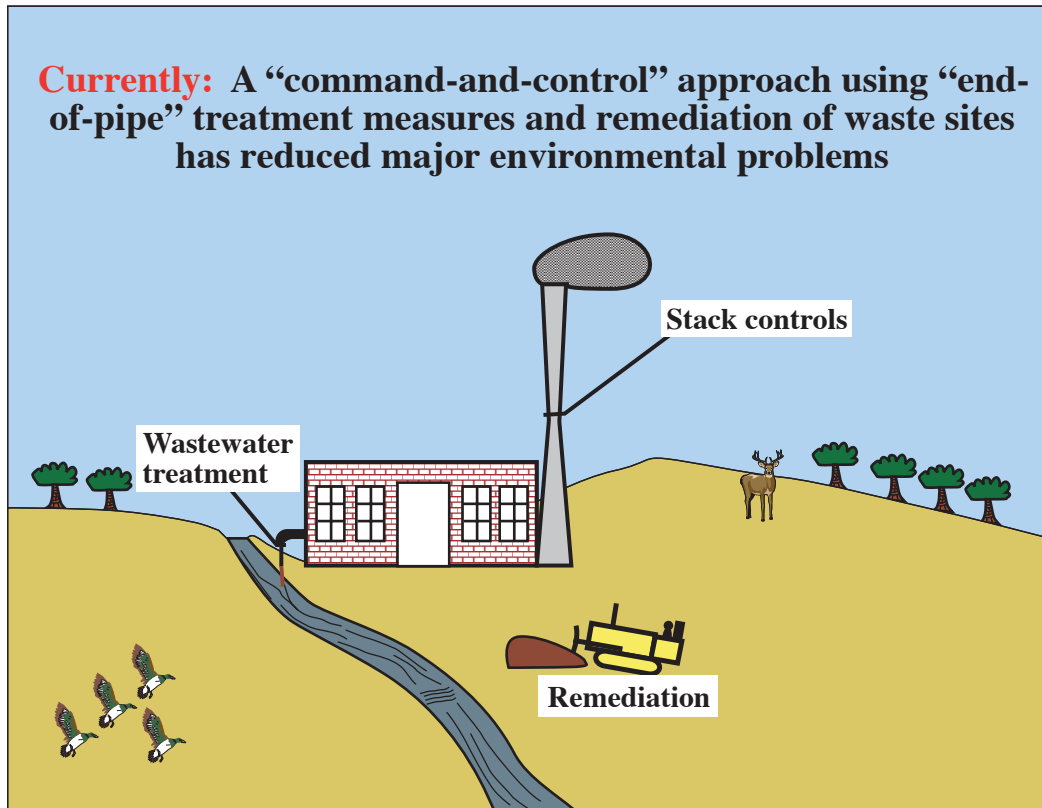 Currently: A “command-and-control” approach using “end-
of-pipe” treatment measures and remediation of waste sites
has reduced major environmental problems
Stack controls
Wastewater
treatment
Remediation